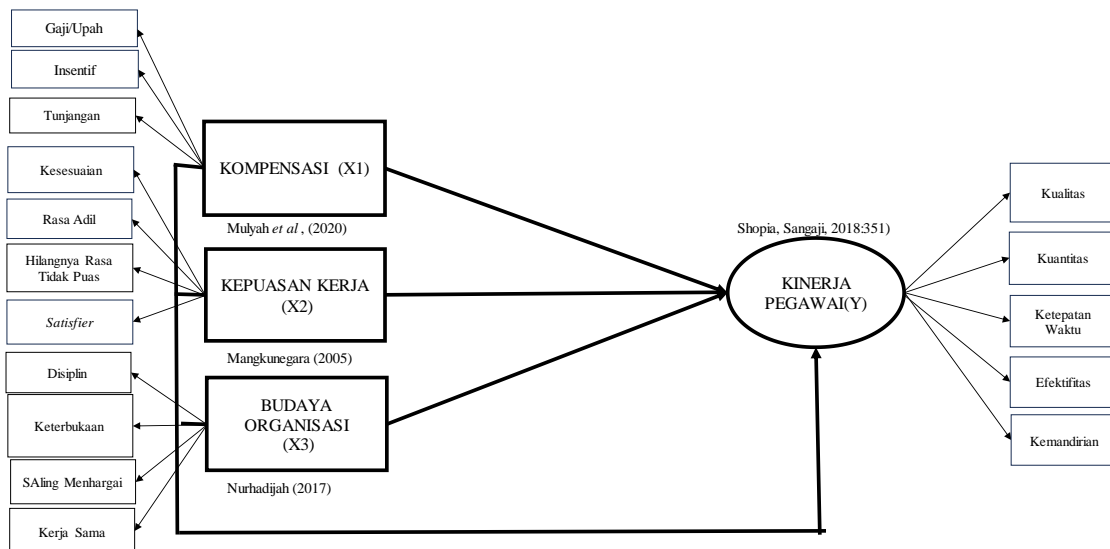 Gaji/Upah
Insentif
Tunjangan
Kesesuaian
Rasa Adil
Hilangnya Rasa
Tidak Puas
Satisfier
Disiplin
Keterbukaan
SAling Menhargai
Kerja Sama
KOMPENSASI (X1)
Mulyah et al, (2020)
KEPUASAN KERJA
(X2)
Mangkunegara (2005)
BUDAYA
ORGANISASI
(X3)
Nurhadijah (2017)
Shopia, Sangaji, 2018:351)
KINERJA
PEGAWAI(Y)
Kualitas
Kuantitas
Ketepatan
Waktu
Efektifitas
Kemandirian